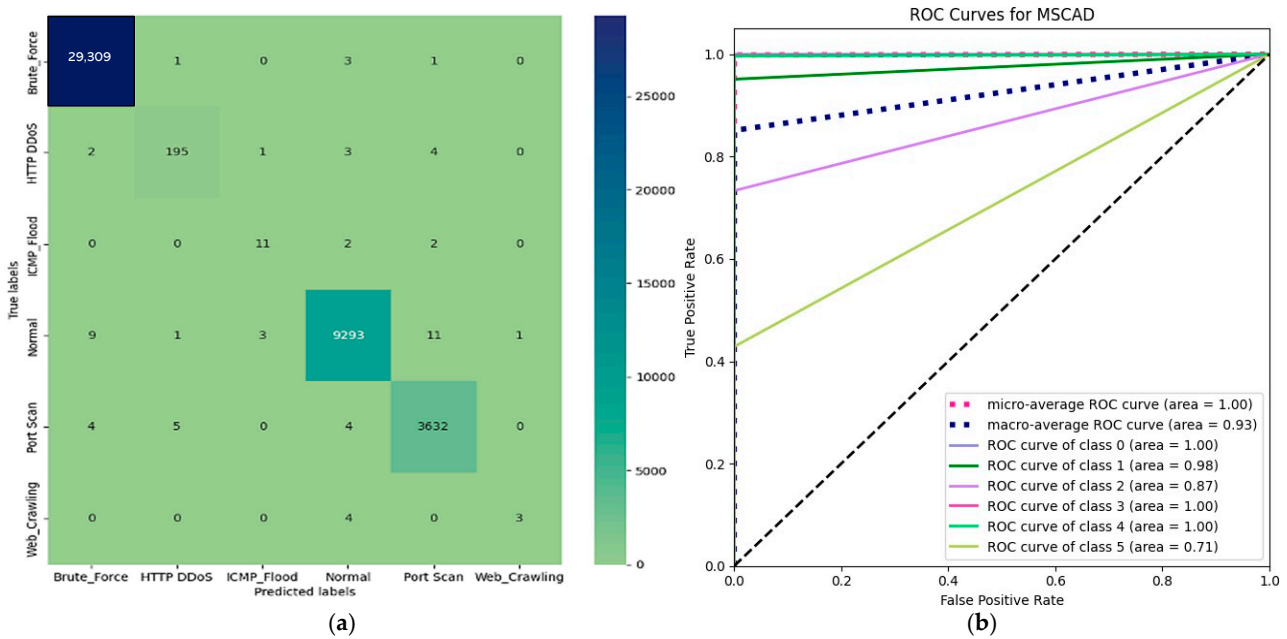 Brute_Force
29,309 1 0 3 1 0
HTTP DDoS
2 195 1 3 4 0
ICMP_Flood
0 0 11 2 2 0
True labels
Normal
9 1 3 9293 11 1
Port Scan
4 5 0 4 3632 0
Web_Crawling
0 0 0 4 0 3
Brute_Force HTTP DDoS ICMP_Flood Normal Port Scan Web_Crawling
Predicted labels
25000
20000
15000
10000
5000
0
(a)
ROC Curves for MSCAD
1.0
0.8
0.6
0.4
0.2
0.0
True Positive Rate
micro-average ROC curve (area = 1.00)
macro-average ROC curve (area = 0.93)
ROC curve of class 0 (area = 1.00)
ROC curve of class 1 (area = 0.98)
ROC curve of class 2 (area = 0.87)
ROC curve of class 3 (area = 1.00)
ROC curve of class 4 (area = 1.00)
ROC curve of class 5 (area = 0.71)
0.0 0.2 0.4 0.6 0.8 1.0
False Positive Rate
(b)